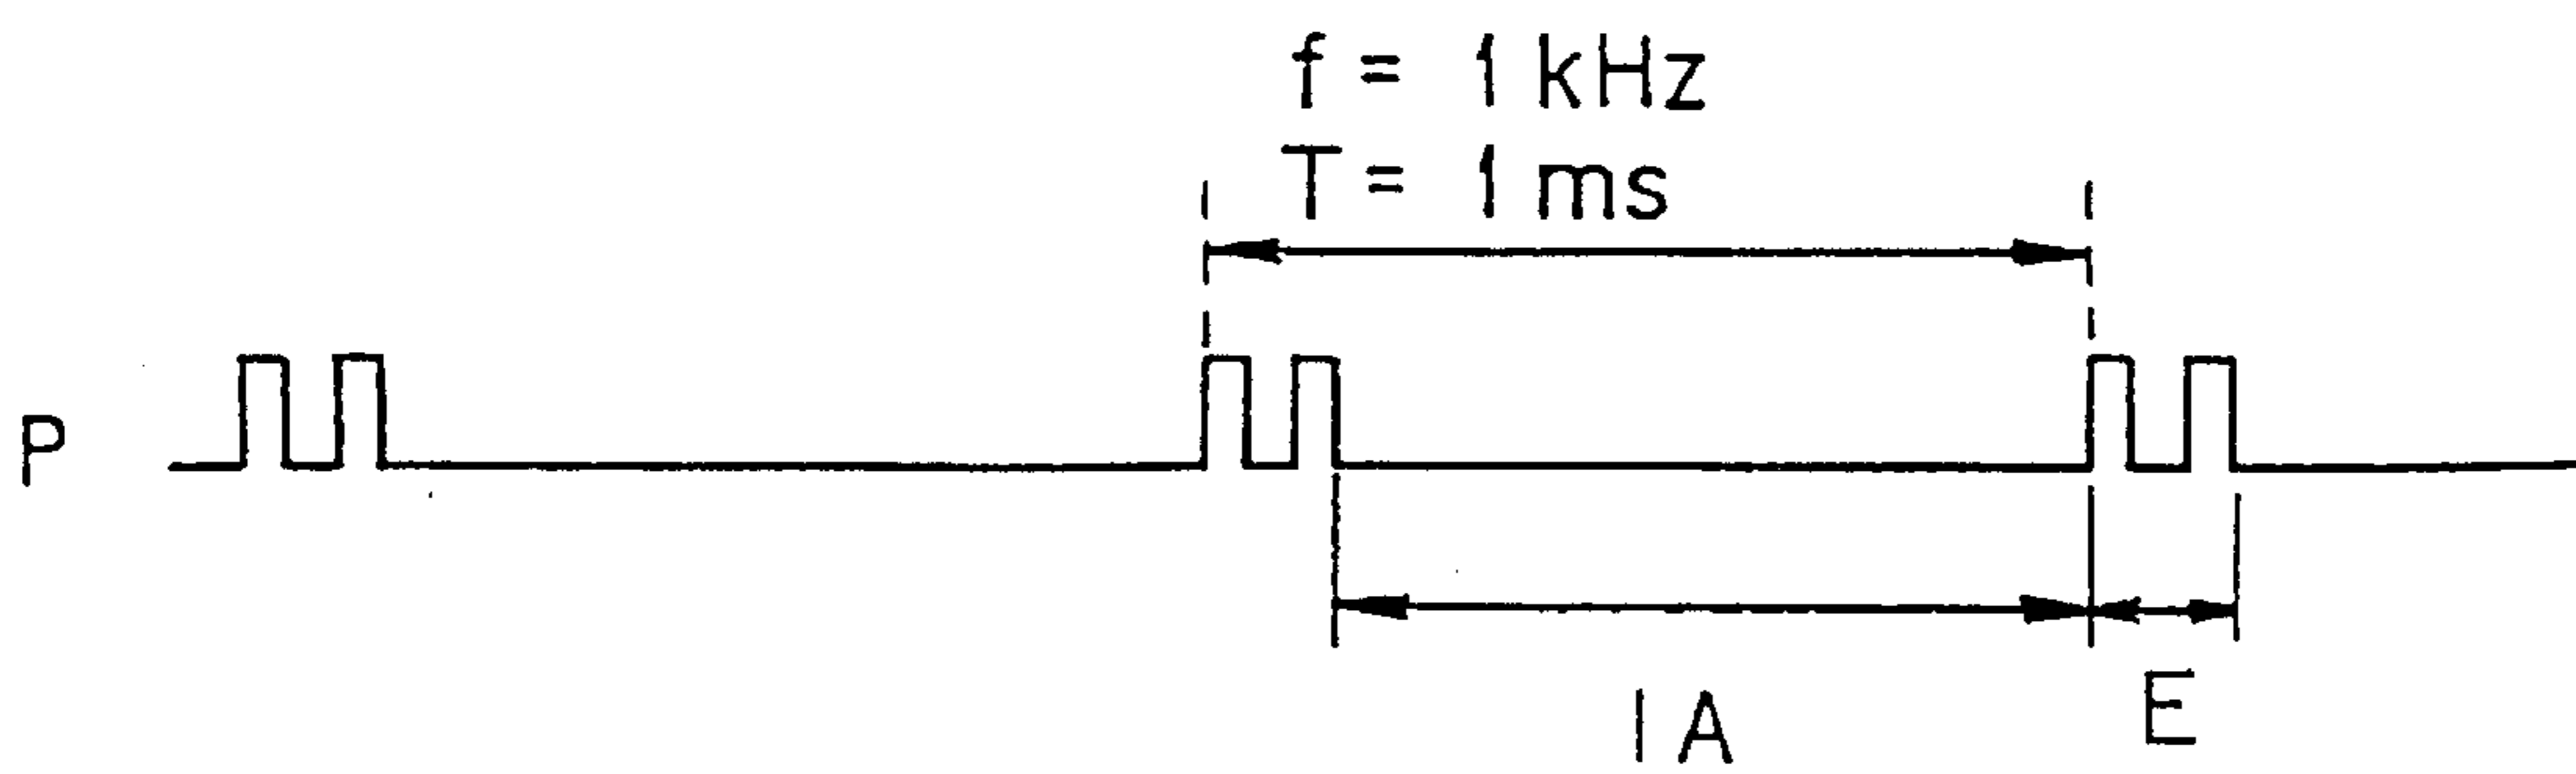 f = 1 kHz
T = 1 ms
P
IA
E